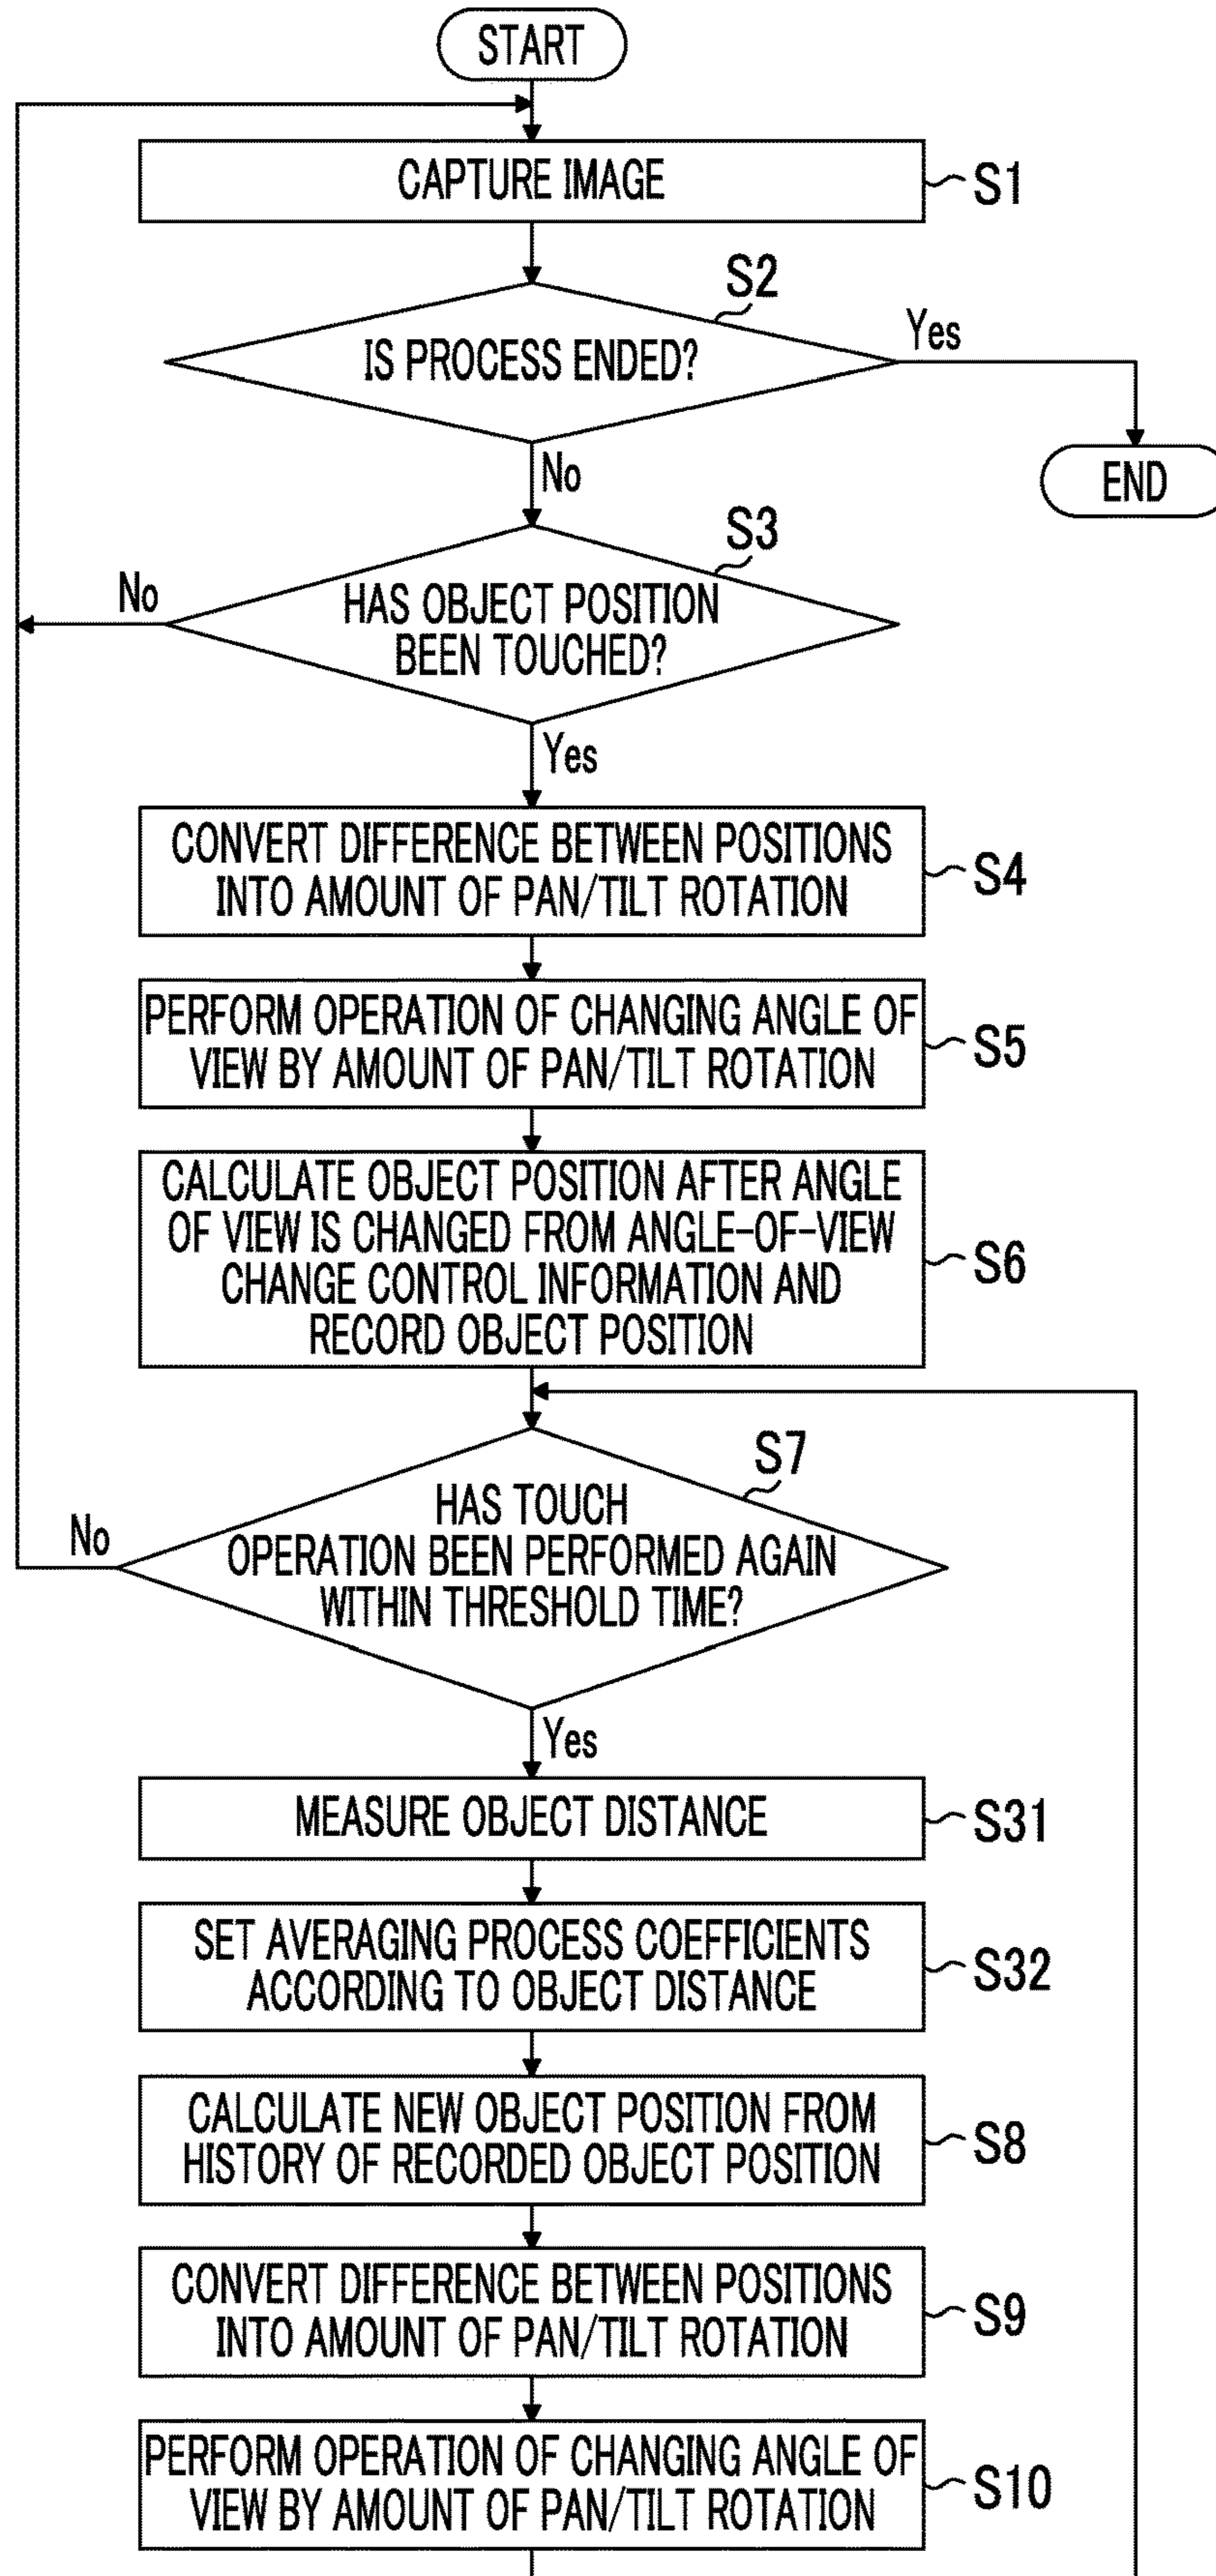 START
CAPTURE IMAGE
S1
S2
IS PROCESS ENDED?
Yes
No
END
S3
HAS OBJECT POSITION
BEEN TOUCHED?
No
Yes
CONVERT DIFFERENCE BETWEEN POSITIONS
INTO AMOUNT OF PAN/TILT ROTATION
S4
PERFORM OPERATION OF CHANGING ANGLE OF
VIEW BY AMOUNT OF PAN/TILT ROTATION
S5
CALCULATE OBJECT POSITION AFTER ANGLE
OF VIEW IS CHANGED FROM ANGLE-OF-VIEW
CHANGE CONTROL INFORMATION AND
RECORD OBJECT POSITION
S6
S7
HAS TOUCH
OPERATION BEEN PERFORMED AGAIN
WITHIN THRESHOLD TIME?
No
Yes
MEASURE OBJECT DISTANCE
S31
SET AVERAGING PROCESS COEFFICIENTS
ACCORDING TO OBJECT DISTANCE
S32
CALCULATE NEW OBJECT POSITION FROM
HISTORY OF RECORDED OBJECT POSITION
S8
CONVERT DIFFERENCE BETWEEN POSITIONS
INTO AMOUNT OF PAN/TILT ROTATION
S9
PERFORM OPERATION OF CHANGING ANGLE OF
VIEW BY AMOUNT OF PAN/TILT ROTATION
S10